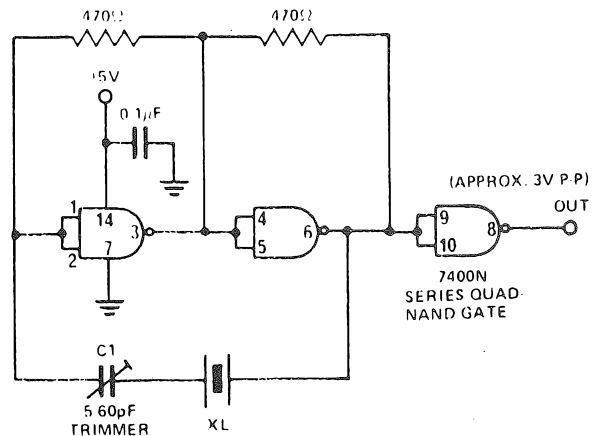 470Ω 470Ω
+5V
0.1µF
1
14
2
7
3
4
5
6
(APPROX. 3V P-P)
OUT
9
10
8
7400N
SERIES QUAD-
NAND GATE
C1
5-60pF
TRIMMER
XL